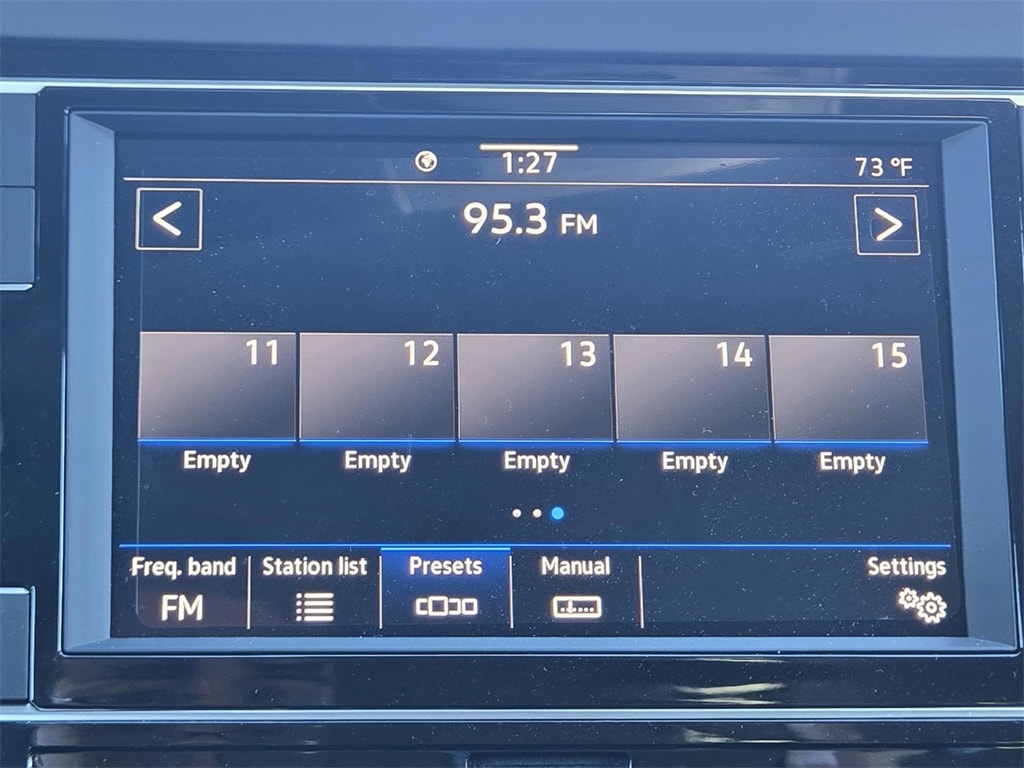 1:27 73 °F
< 95.3 FM >
11 12 13 14 15
Empty Empty Empty Empty Empty
Freq. band Station list Presets Manual Settings
FM